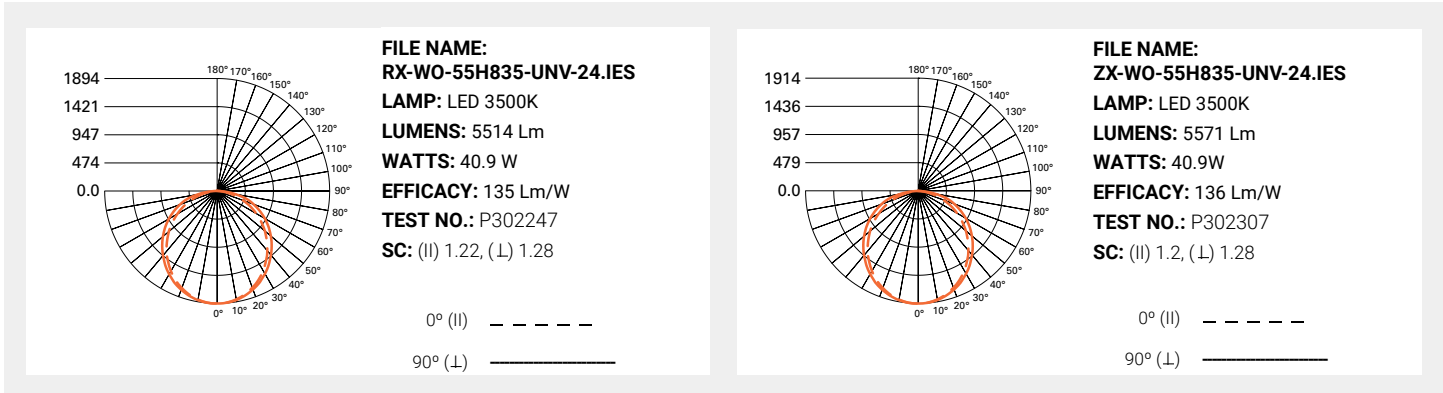 1894
1421
947
474
0.0
180° 170° 160° 150° 140° 130° 120° 110° 100° 90° 80° 70° 60° 50° 40° 30° 20° 10° 0°
FILE NAME:
RX-WO-55H835-UNV-24.IES
LAMP: LED 3500K
LUMENS: 5514 Lm
WATTS: 40.9 W
EFFICACY: 135 Lm/W
TEST NO.: P302247
SC: (II) 1.22, (⊥) 1.28
0º (II)
90º (⊥)
1914
1436
957
479
0.0
180° 170° 160° 150° 140° 130° 120° 110° 100° 90° 80° 70° 60° 50° 40° 30° 20° 10° 0°
FILE NAME:
ZX-WO-55H835-UNV-24.IES
LAMP: LED 3500K
LUMENS: 5571 Lm
WATTS: 40.9W
EFFICACY: 136 Lm/W
TEST NO.: P302307
SC: (II) 1.2, (⊥) 1.28
0º (II)
90º (⊥)